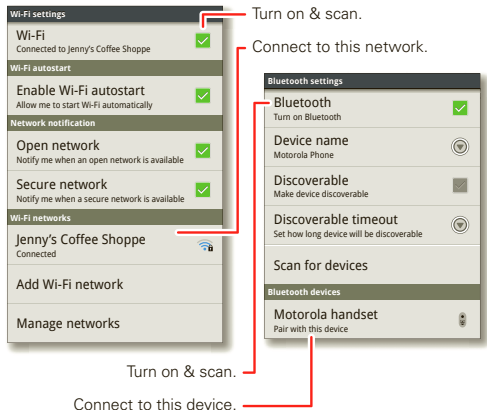 Wi-Fi settings
Wi-Fi
Connected to Jenny's Coffee Shoppe
Wi-Fi autostart
Enable Wi-Fi autostart
Allow me to start Wi-Fi automatically
Network notification
Open network
Notify me when an open network is available
Secure network
Notify me when a secure network is available
Wi-Fi networks
Jenny's Coffee Shoppe
Connected
Add Wi-Fi network
Manage networks
Turn on & scan.
Connect to this network.
Bluetooth settings
Bluetooth
Turn on Bluetooth
Device name
Motorola Phone
Discoverable
Make device discoverable
Discoverable timeout
Set how long device will be discoverable
Scan for devices
Bluetooth devices
Motorola handset
Pair with this device
Turn on & scan.
Connect to this device.